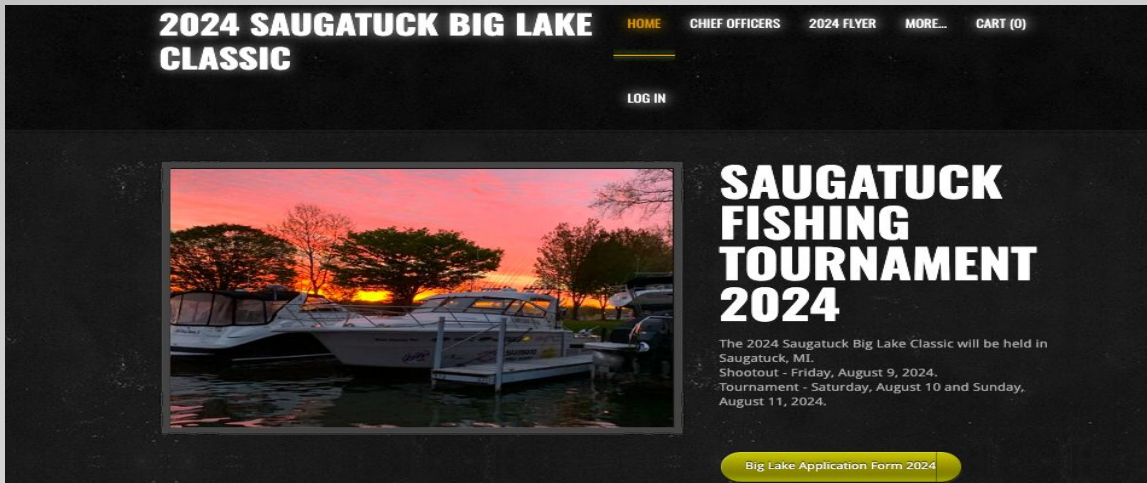 2024 SAUGATUCK BIG LAKE
CLASSIC
HOME CHIEF OFFICERS 2024 FLYER MORE... CART (0)
LOG IN
SAUGATUCK
FISHING
TOURNAMENT
2024
The 2024 Saugatuck Big Lake Classic will be held in
Saugatuck, MI.
Shootout - Friday, August 9, 2024.
Tournament - Saturday, August 10 and Sunday,
August 11, 2024.
Big Lake Application Form 2024